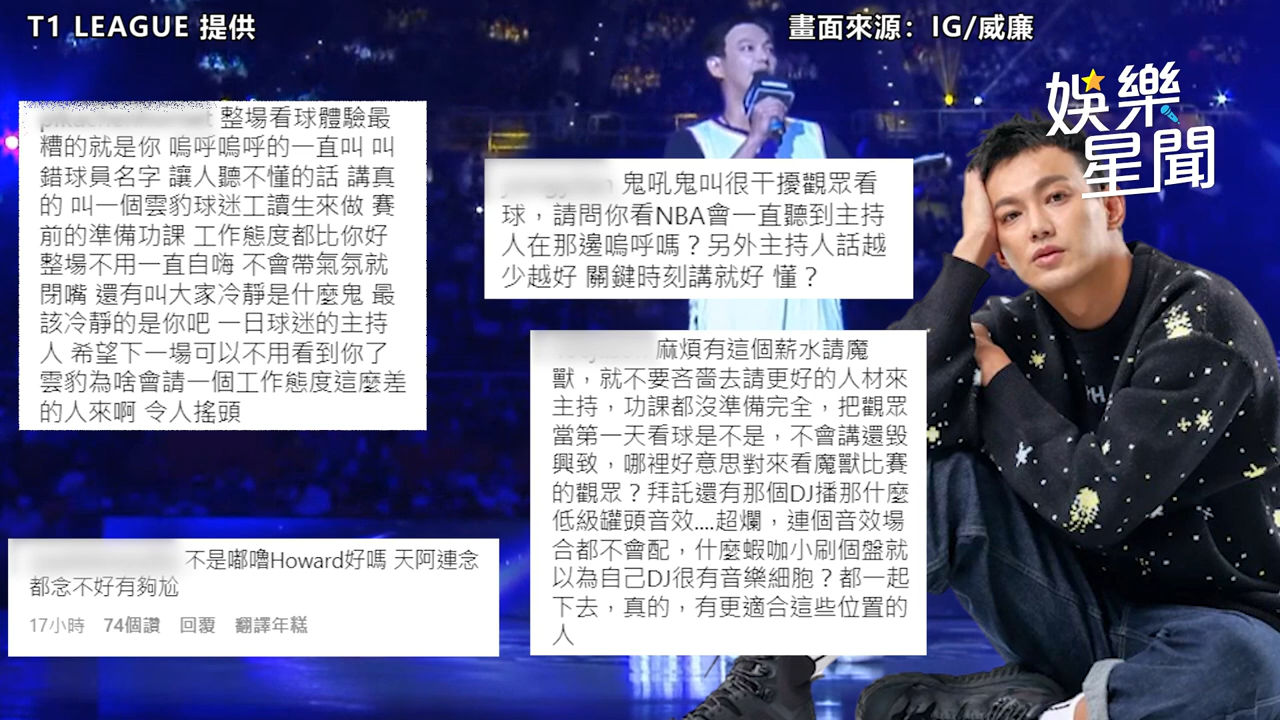 T1 LEAGUE 提供
畫面來源：IG/威廉
娛樂
星聞
整場看球體驗最
糟的就是你 嗚呼嗚呼的一直叫 叫
錯球員名字 讓人聽不懂的話 講真
的 叫一個雲豹球迷工讀生來做 賽
前的準備功課 工作態度都比你好
整場不用一直自嗨 不會帶氣氛就
閉嘴 還有叫大家冷靜是什麼鬼 最
該冷靜的是你吧 一日球迷的主持
人 希望下一場可以不用看到你了
雲豹為啥會請一個工作態度這麼差
的人來啊 令人搖頭
鬼吼鬼叫很干擾觀眾看
球，請問你看NBA會一直聽到主持
人在那邊嗚呼嗎？另外主持人話越
少越好 關鍵時刻講就好 懂？
麻煩有這個薪水請魔
獸，就不要吝嗇去請更好的人材來
主持，功課都沒準備完全，把觀眾
當第一天看球是不是，不會講還毀
興致，哪裡好意思對來看魔獸比賽
的觀眾？拜託還有那個DJ播那什麼
低級罐頭音效....超爛，連個音效場
合都不會配，什麼蝦咖小刷個盤就
以為自己DJ很有音樂細胞？都一起
下去，真的，有更適合這些位置的
人
不是嘟嚕Howard好嗎 天阿連念
都念不好有夠尬
17小時 74個讚 回覆 翻譯年糕